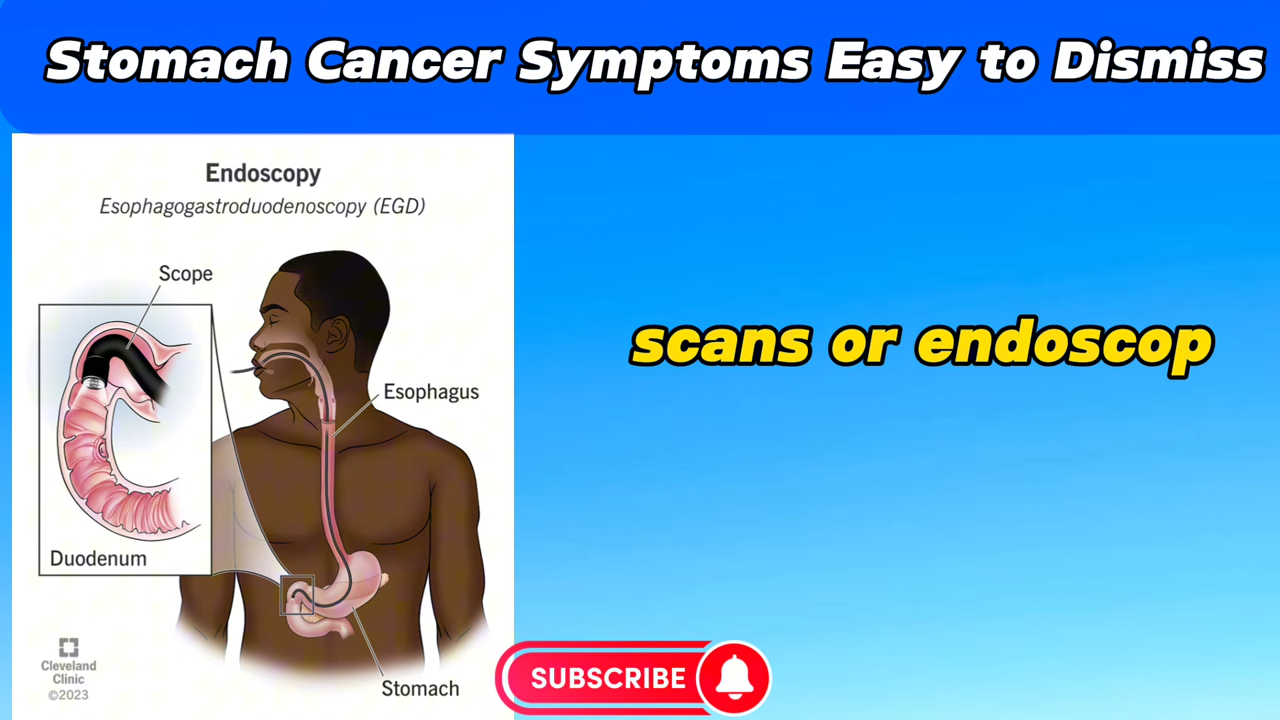 Stomach Cancer Symptoms Easy to Dismiss
Endoscopy
Esophagogastroduodenoscopy (EGD)
Scope
Esophagus
Duodenum
Stomach
Cleveland
Clinic
©2023
scans or endoscop
SUBSCRIBE